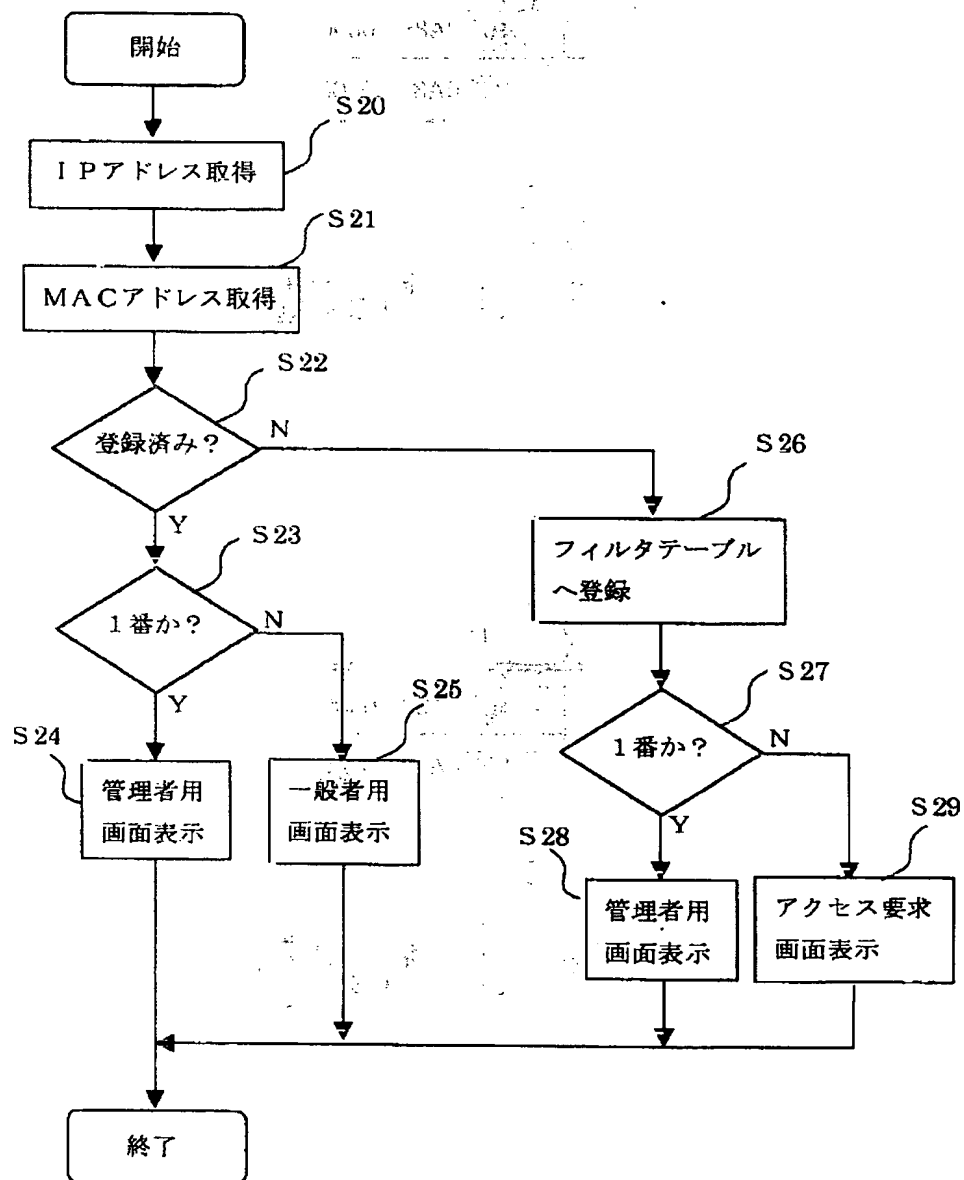 開始
S20
IPアドレス取得
S21
MACアドレス取得
S22
登録済み?
N
Y
S26
フィルタテーブル
へ登録
S23
1番か?
N
Y
S27
1番か?
N
Y
S24
管理者用
画面表示
S25
一般者用
画面表示
S28
管理者用
画面表示
S29
アクセス要求
画面表示
終了